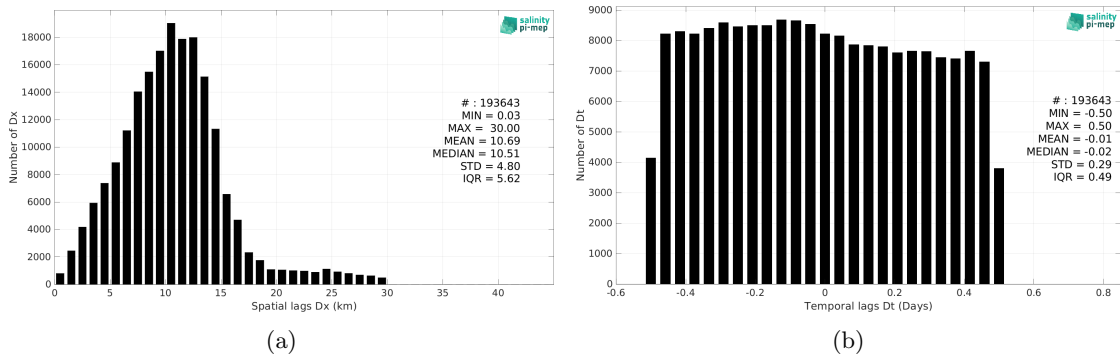 salinity
pi-mep
18000
16000
14000
12000
10000
8000
6000
4000
2000
0
Number of Dx
# : 193643
MIN = 0.03
MAX = 30.00
MEAN = 10.69
MEDIAN = 10.51
STD = 4.80
IQR = 5.62
0 5 10 15 20 25 30 35 40
Spatial lags Dx (km)
(a)
salinity
pi-mep
9000
8000
7000
6000
5000
4000
3000
2000
1000
0
Number of Dt
# : 193643
MIN = -0.50
MAX = 0.50
MEAN = -0.01
MEDIAN = -0.02
STD = 0.29
IQR = 0.49
-0.6 -0.4 -0.2 0 0.2 0.4 0.6 0.8
Temporal lags Dt (Days)
(b)